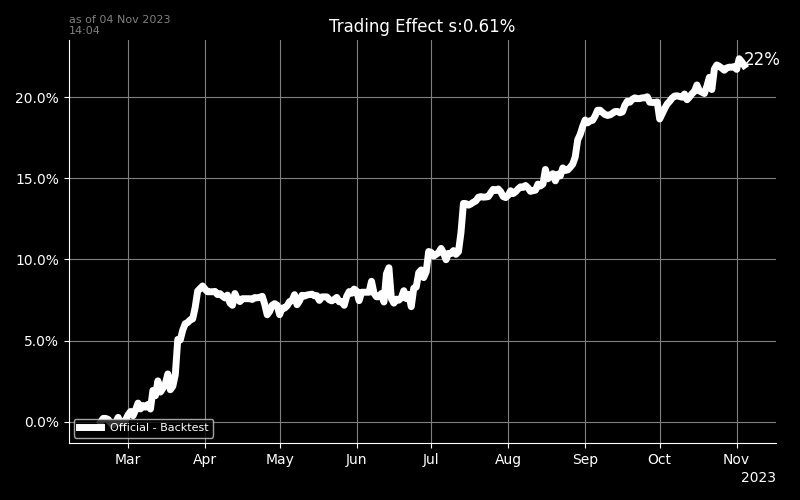 as of 04 Nov 2023
14:04
Trading Effect s:0.61%
22%
20.0%
15.0%
10.0%
5.0%
0.0%
Official - Backtest
Mar Apr May Jun Jul Aug Sep Oct Nov
2023